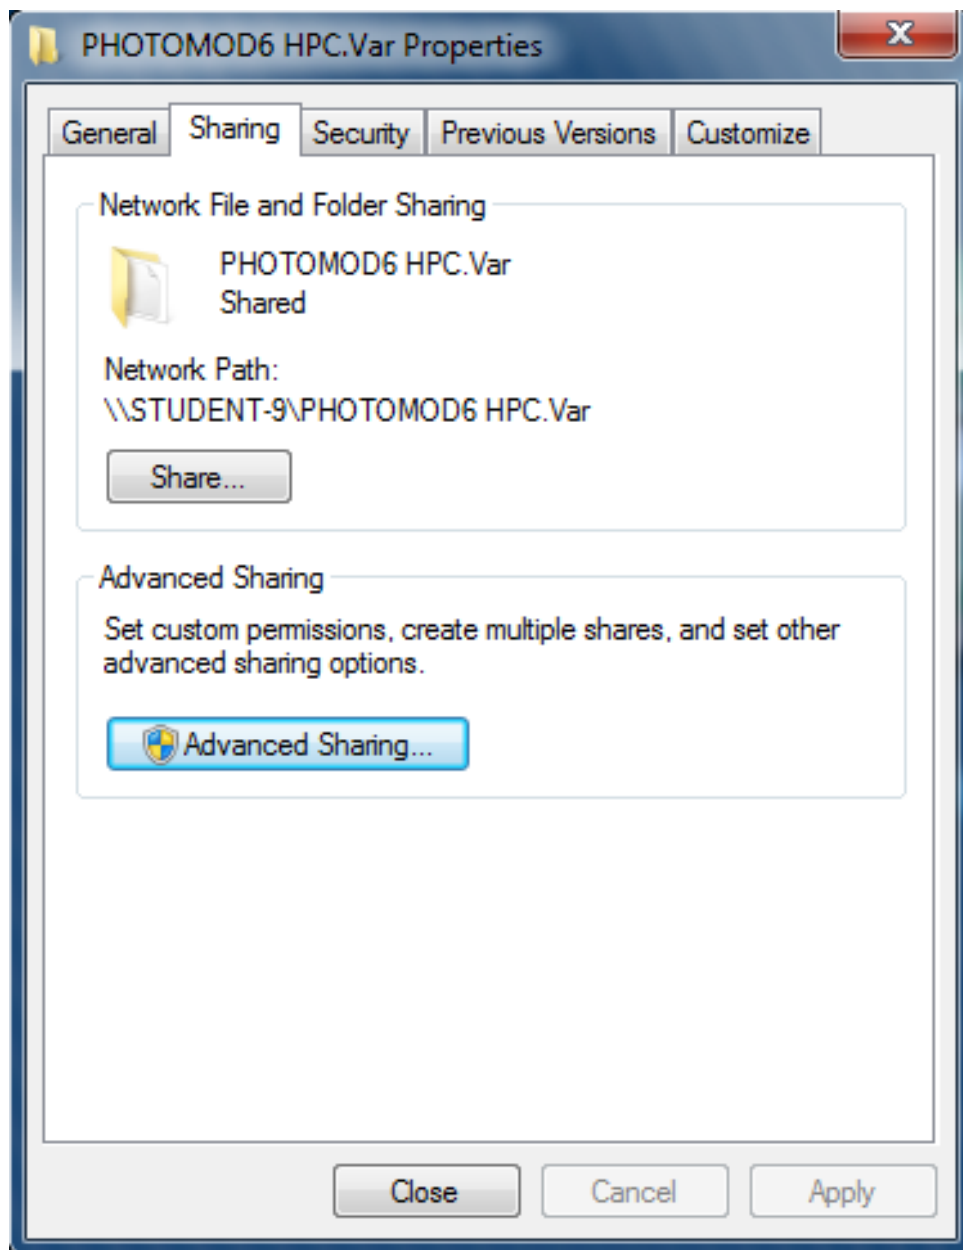 PHOTOMOD6 HPC.Var Properties
General Sharing Security Previous Versions Customize
Network File and Folder Sharing
PHOTOMOD6 HPC.Var
Shared
Network Path:
\\STUDENT-9\PHOTOMOD6 HPC.Var
Share...
Advanced Sharing
Set custom permissions, create multiple shares, and set other
advanced sharing options.
Advanced Sharing...
Close Cancel Apply